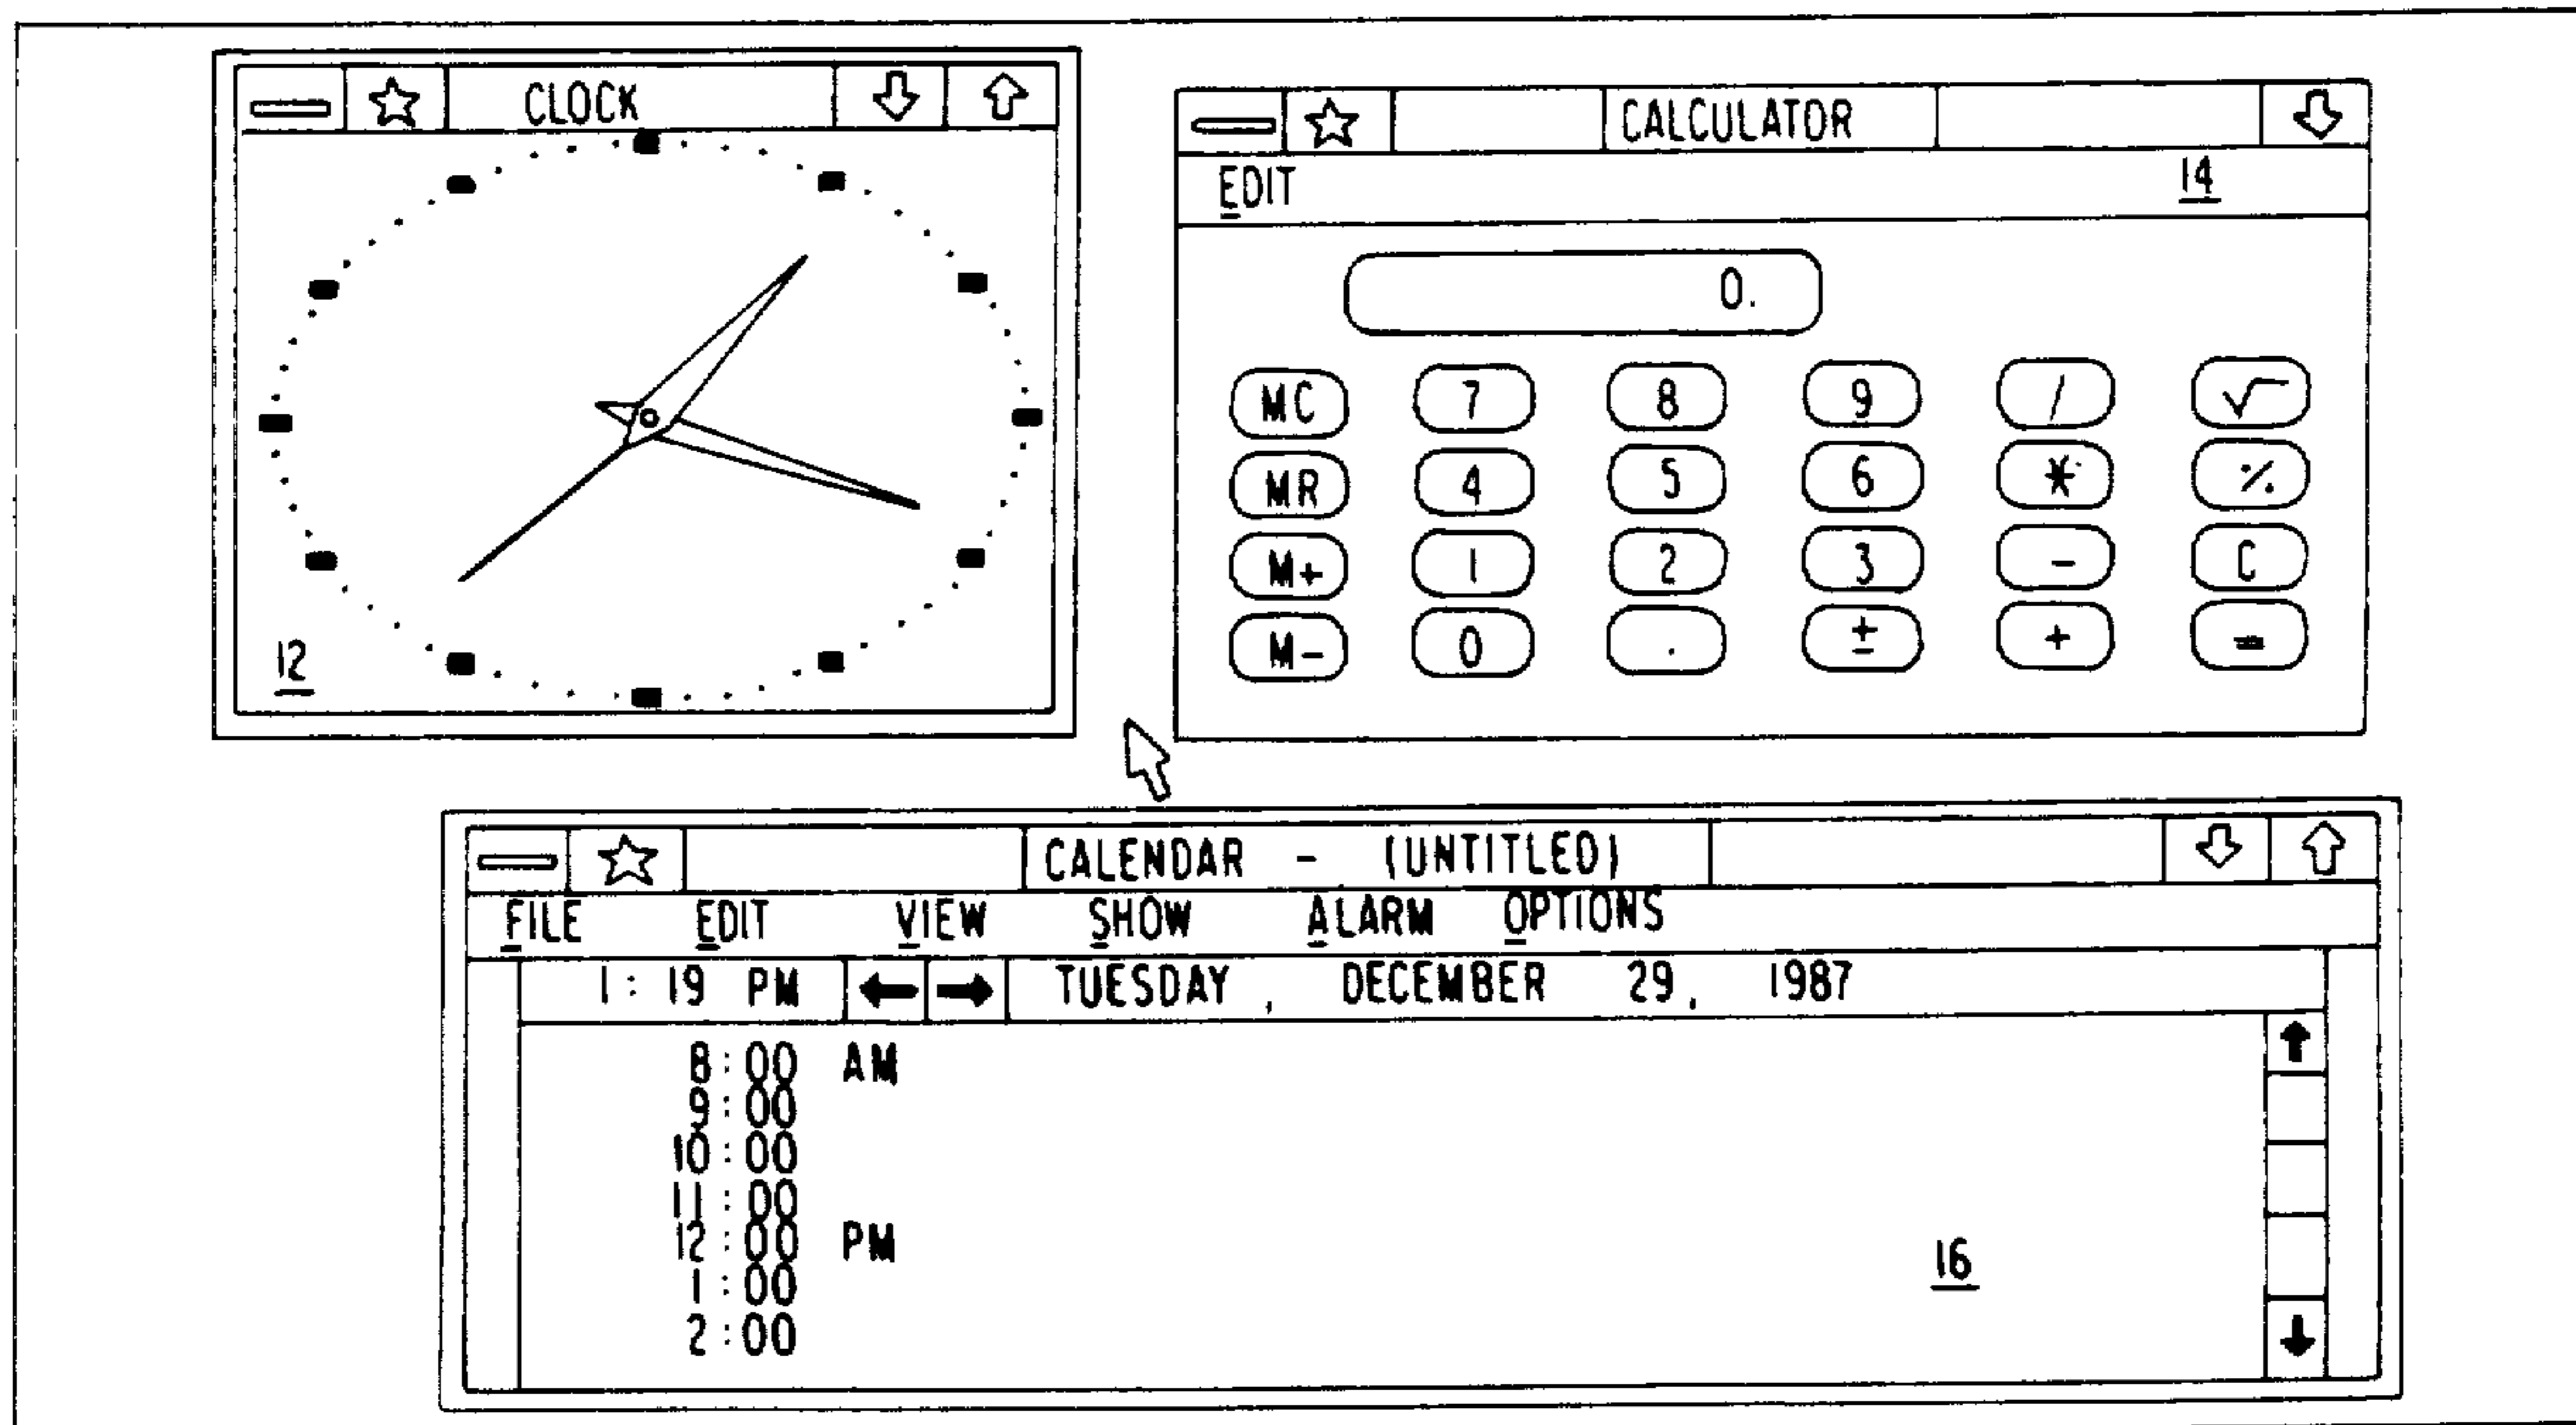 CLOCK
12
CALCULATOR
EDIT
14
0.
MC 7 8 9 / √
MR 4 5 6 * %
M+ 1 2 3 - C
M- 0 . ± + =
CALENDAR - (UNTITLED)
FILE EDIT VIEW SHOW ALARM OPTIONS
1:19 PM ← → TUESDAY, DECEMBER 29, 1987
8:00 AM
9:00
10:00
11:00
12:00 PM
1:00
2:00
16